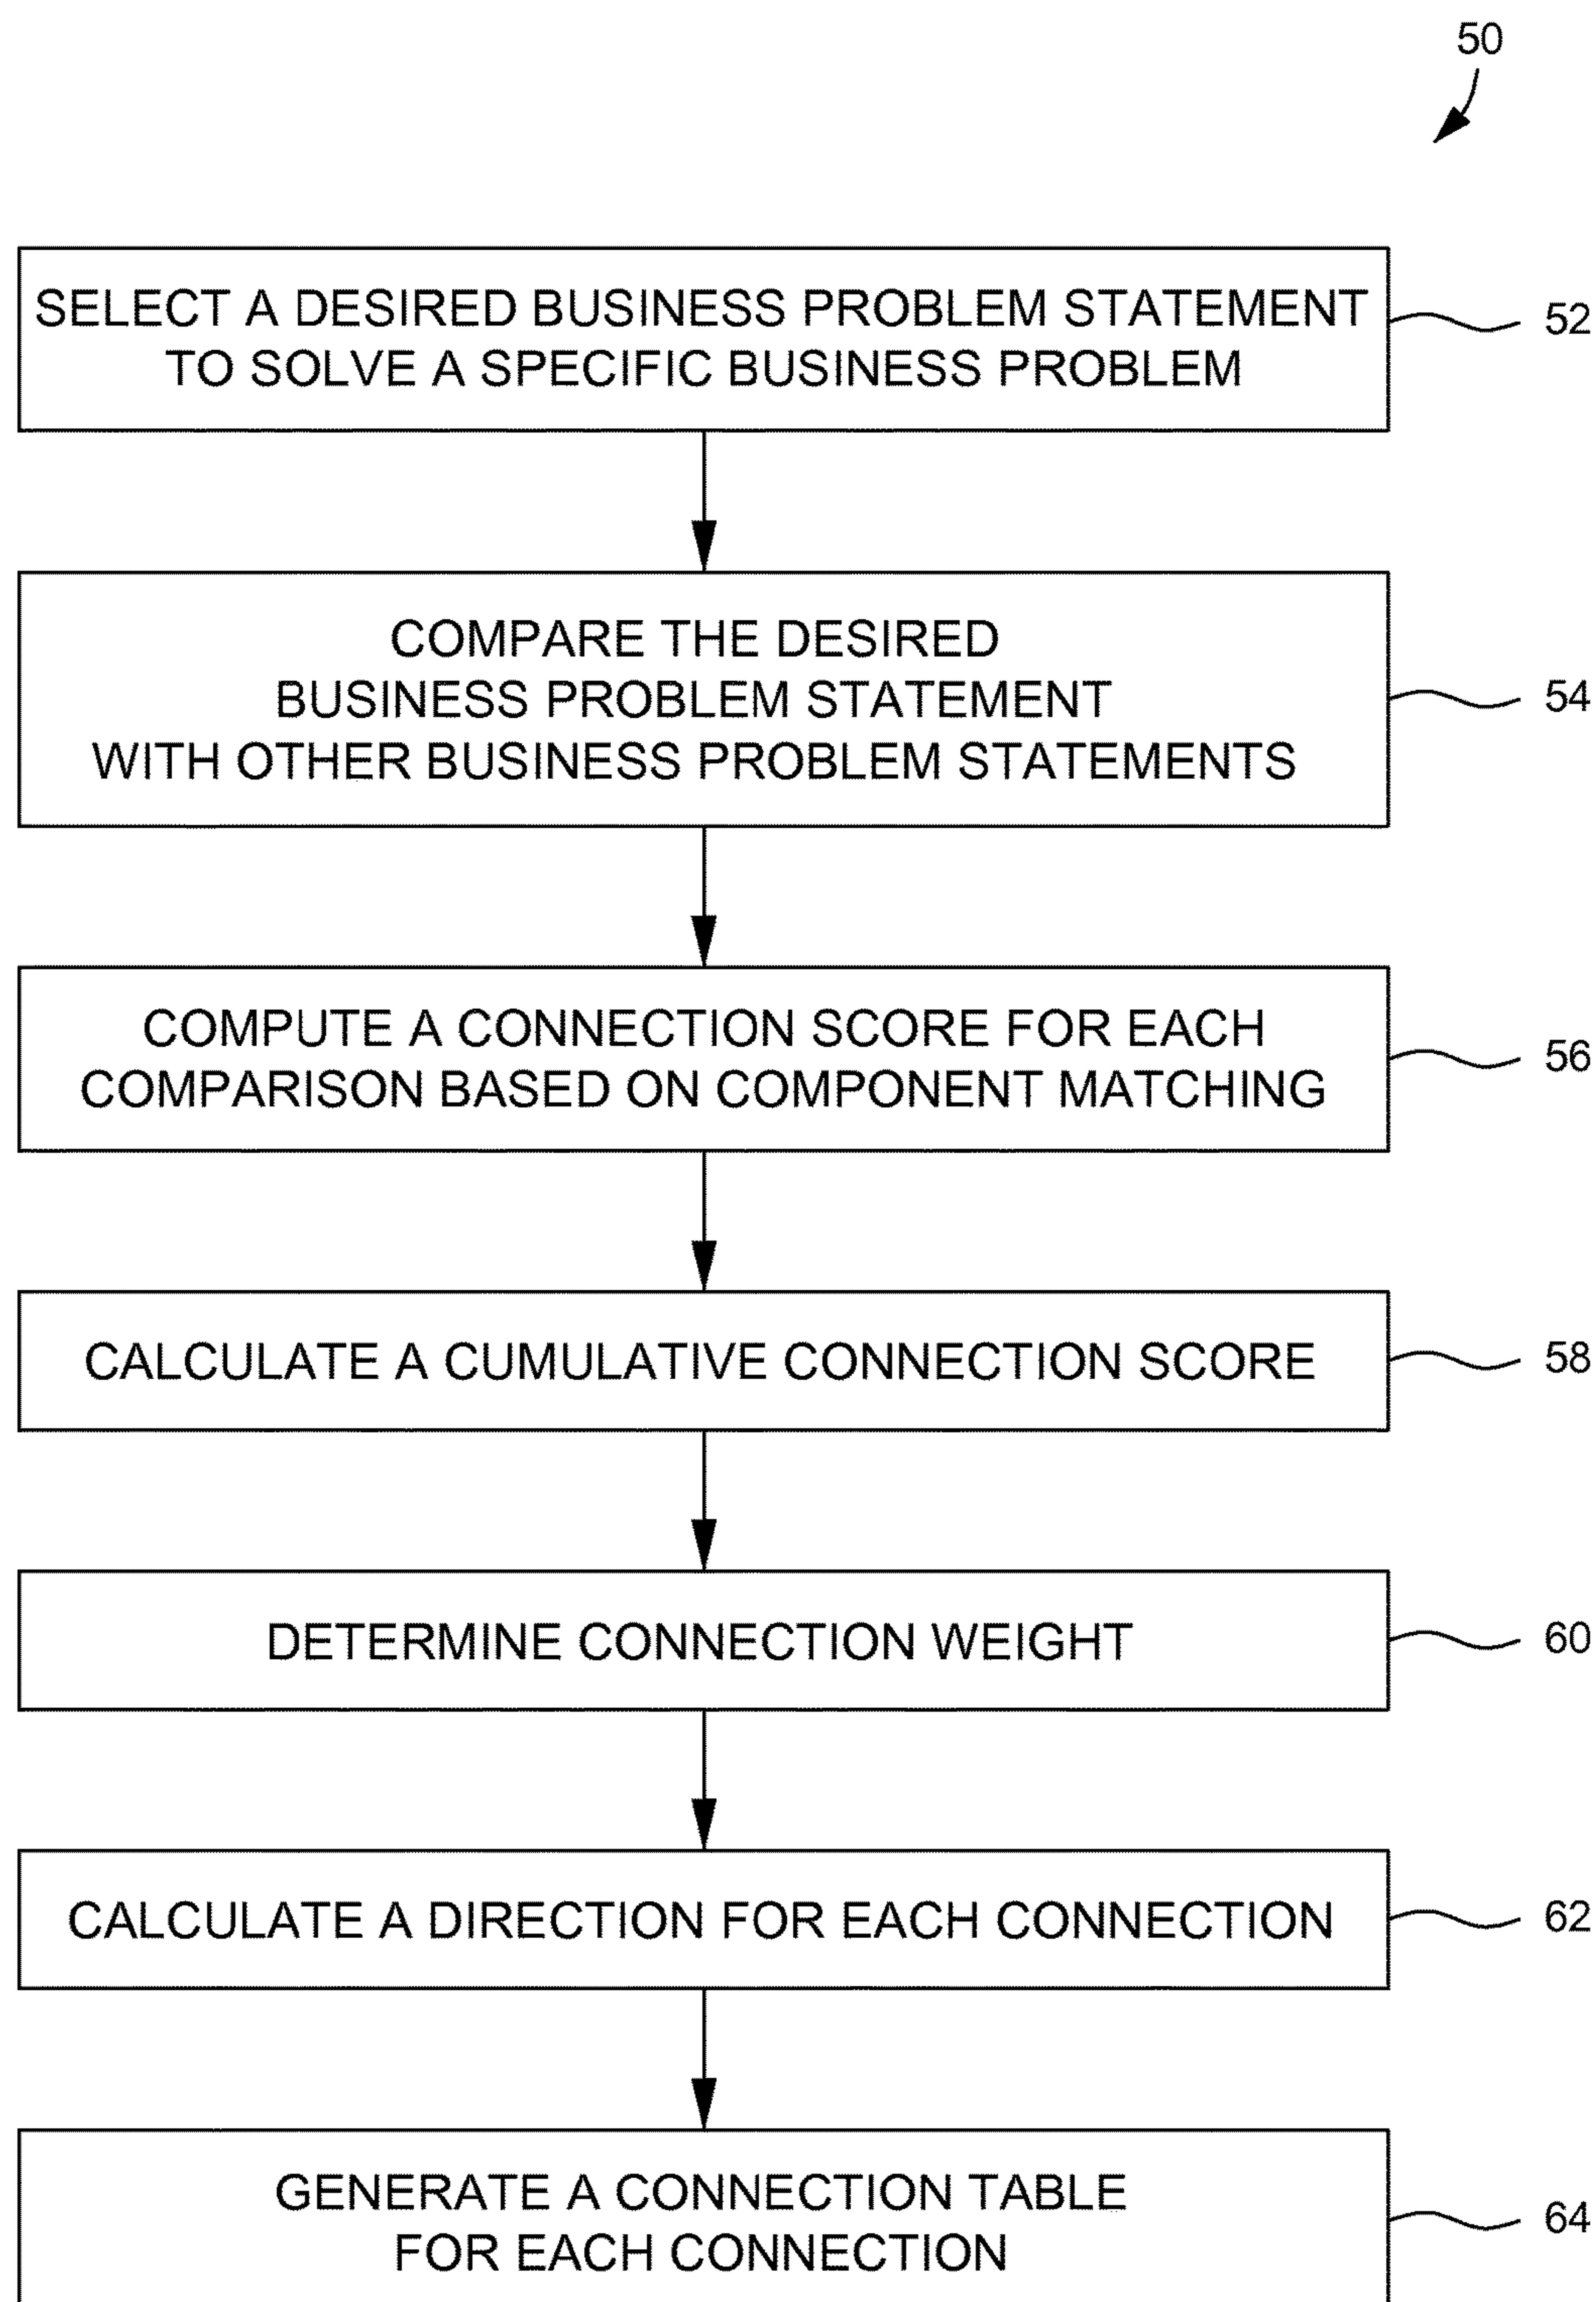 50
SELECT A DESIRED BUSINESS PROBLEM STATEMENT
TO SOLVE A SPECIFIC BUSINESS PROBLEM
52
COMPARE THE DESIRED
BUSINESS PROBLEM STATEMENT
WITH OTHER BUSINESS PROBLEM STATEMENTS
54
COMPUTE A CONNECTION SCORE FOR EACH
COMPARISON BASED ON COMPONENT MATCHING
56
CALCULATE A CUMULATIVE CONNECTION SCORE
58
DETERMINE CONNECTION WEIGHT
60
CALCULATE A DIRECTION FOR EACH CONNECTION
62
GENERATE A CONNECTION TABLE
FOR EACH CONNECTION
64